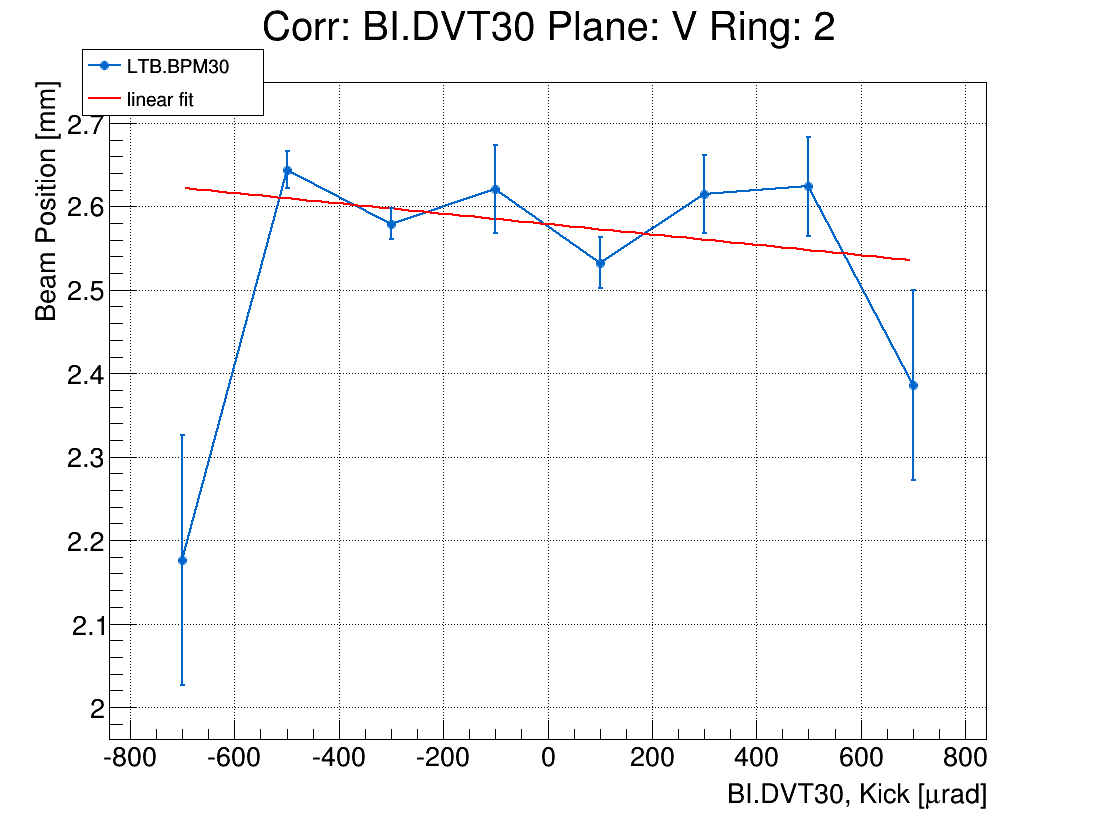 Corr: BI.DVT30 Plane: V Ring: 2
LTB.BPM30
linear fit
Beam Position [mm]
2.7
2.6
2.5
2.4
2.3
2.2
2.1
2
-800 -600 -400 -200 0 200 400 600 800
BI.DVT30, Kick [μrad]